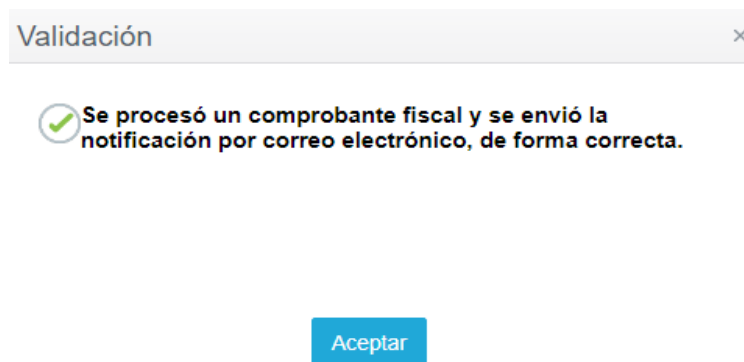 Validación ×
Se procesó un comprobante fiscal y se envió la
notificación por correo electrónico, de forma correcta.
Aceptar